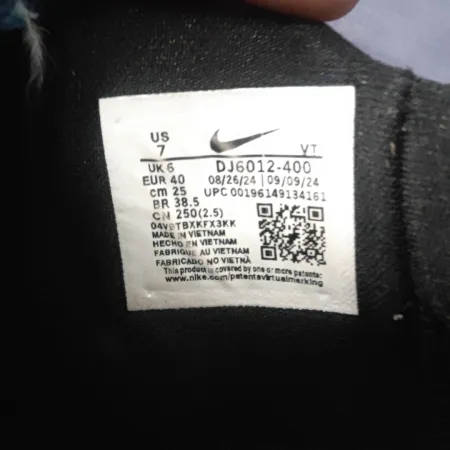 US
7
VT
UK 6
DJ6012-400
EUR 40
08/26/24 | 09/09/24
cm 25
UPC 00196149134161
BR 38.5
CN 250(2.5)
04VBTBXKFX3KK
MADE IN VIETNAM
HECHO EN VIETNAM
FABRIQUE AU VIETNAM
FABRICADO NO VIETNÃ
This product is covered by one or more patents:
www.nike.com/patentsvirtualmarking